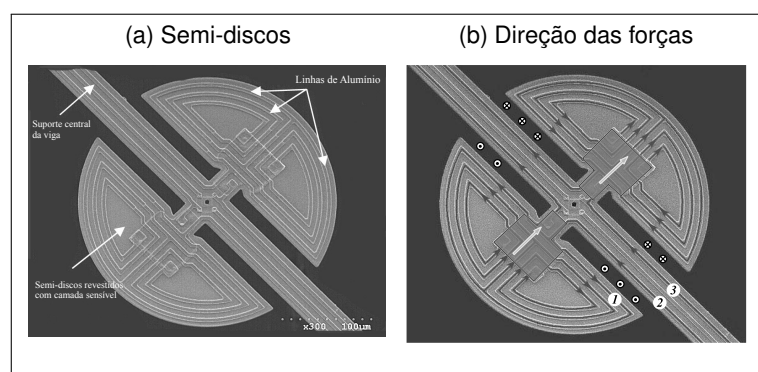 (a) Semi-discos
Linhas de Alumínio
Suporte central
da viga
Semi-discos revestidos
com camada sensível
x300 100µm
(b) Direção das forças
1
2
3